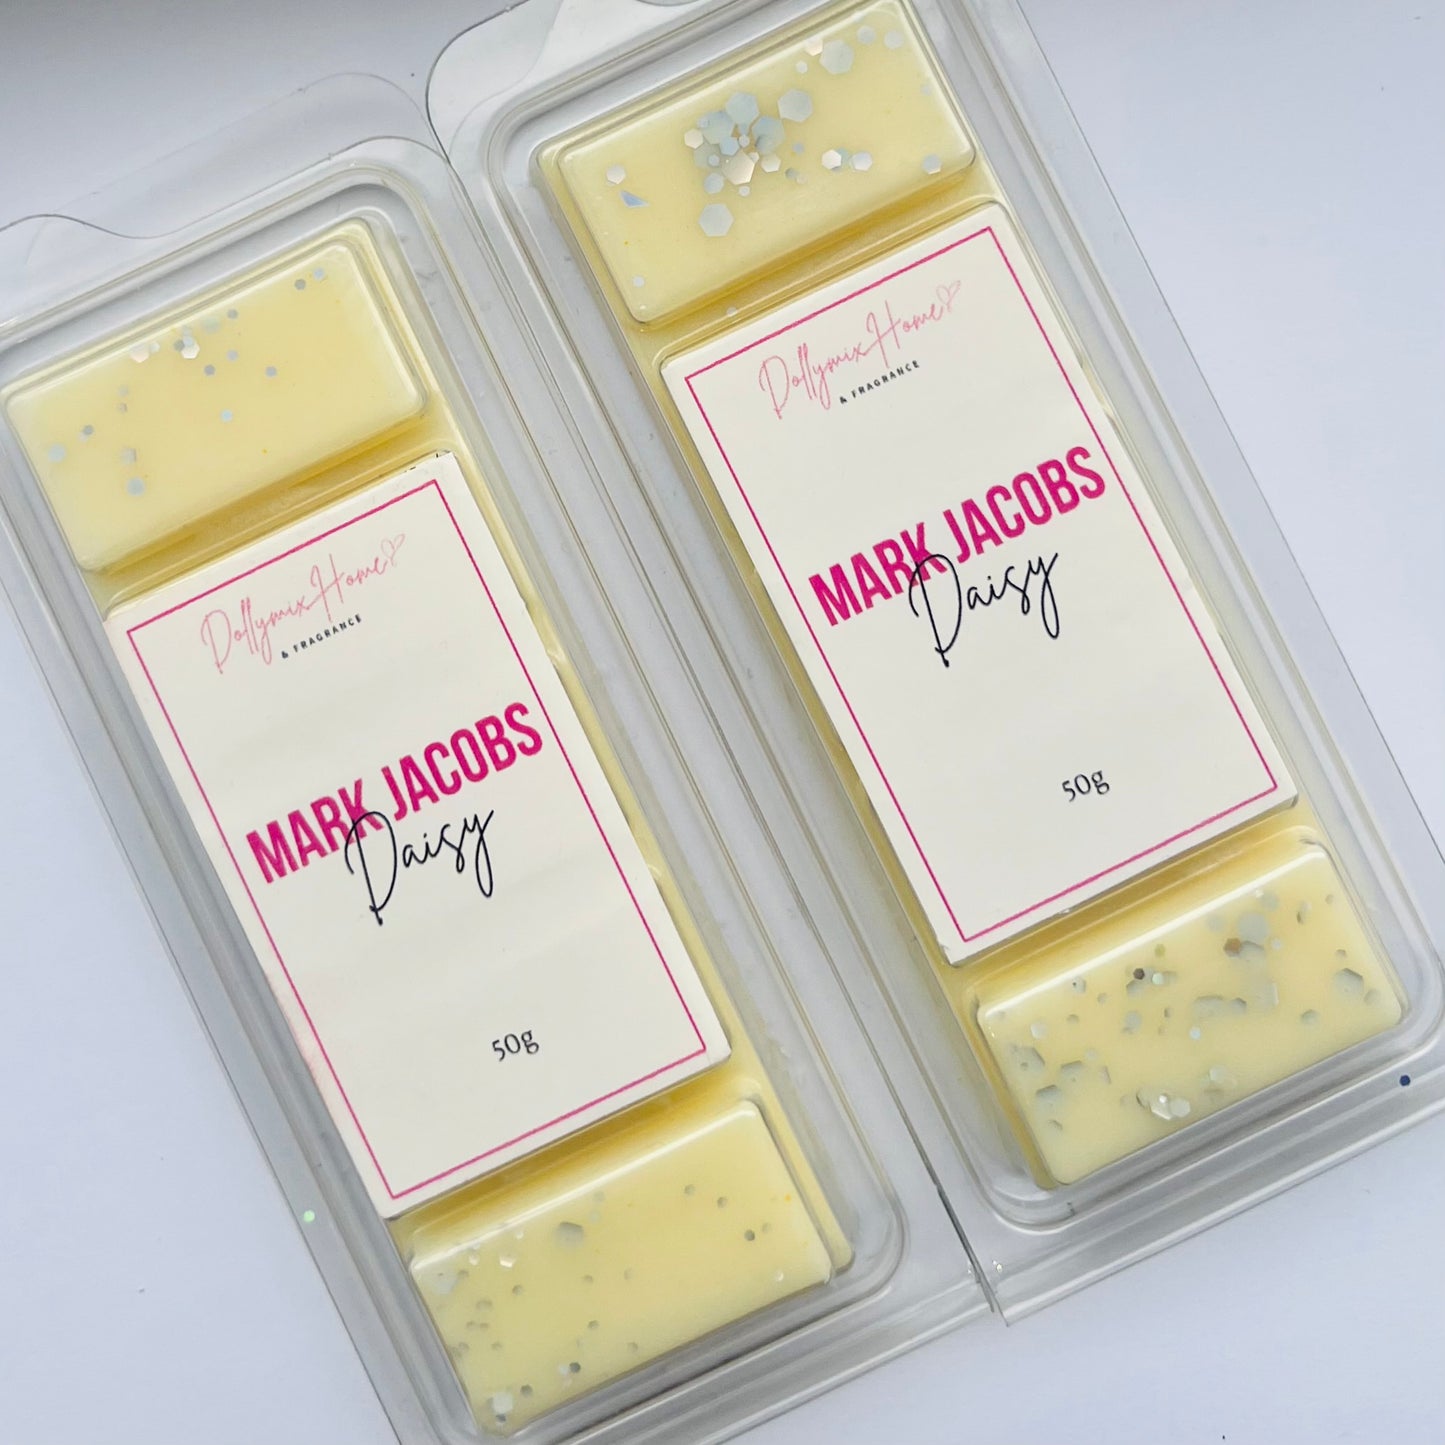 Dollymix Home
& FRAGRANCE
MARK JACOBS
Daisy
50g
Dollymix Home
& FRAGRANCE
MARK JACOBS
Daisy
50g